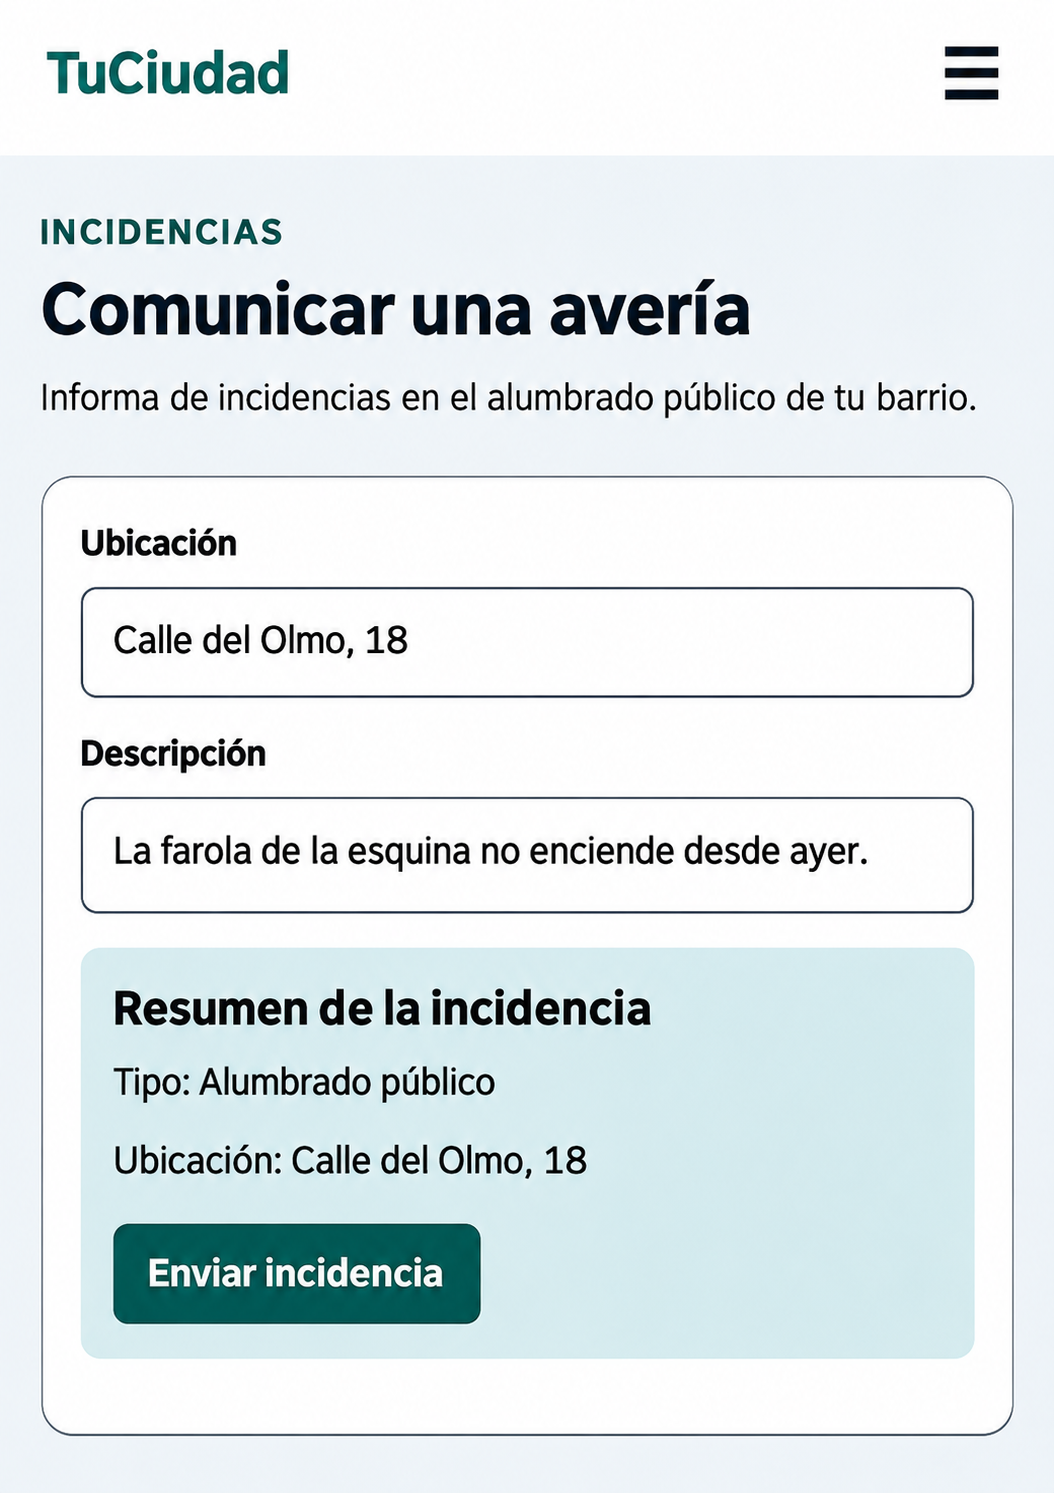 TuCiudad
INCIDENCIAS
Comunicar una avería
Informa de incidencias en el alumbrado público de tu barrio.
Ubicación
Calle del Olmo, 18
Descripción
La farola de la esquina no enciende desde ayer.
Resumen de la incidencia
Tipo: Alumbrado público
Ubicación: Calle del Olmo, 18
Enviar incidencia